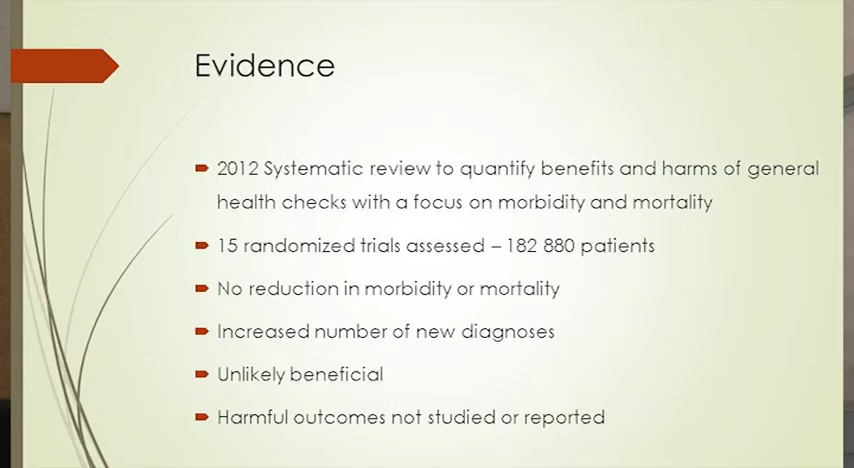 Evidence
2012 Systematic review to quantify benefits and harms of general
health checks with a focus on morbidity and mortality
15 randomized trials assessed – 182 880 patients
No reduction in morbidity or mortality
Increased number of new diagnoses
Unlikely beneficial
Harmful outcomes not studied or reported